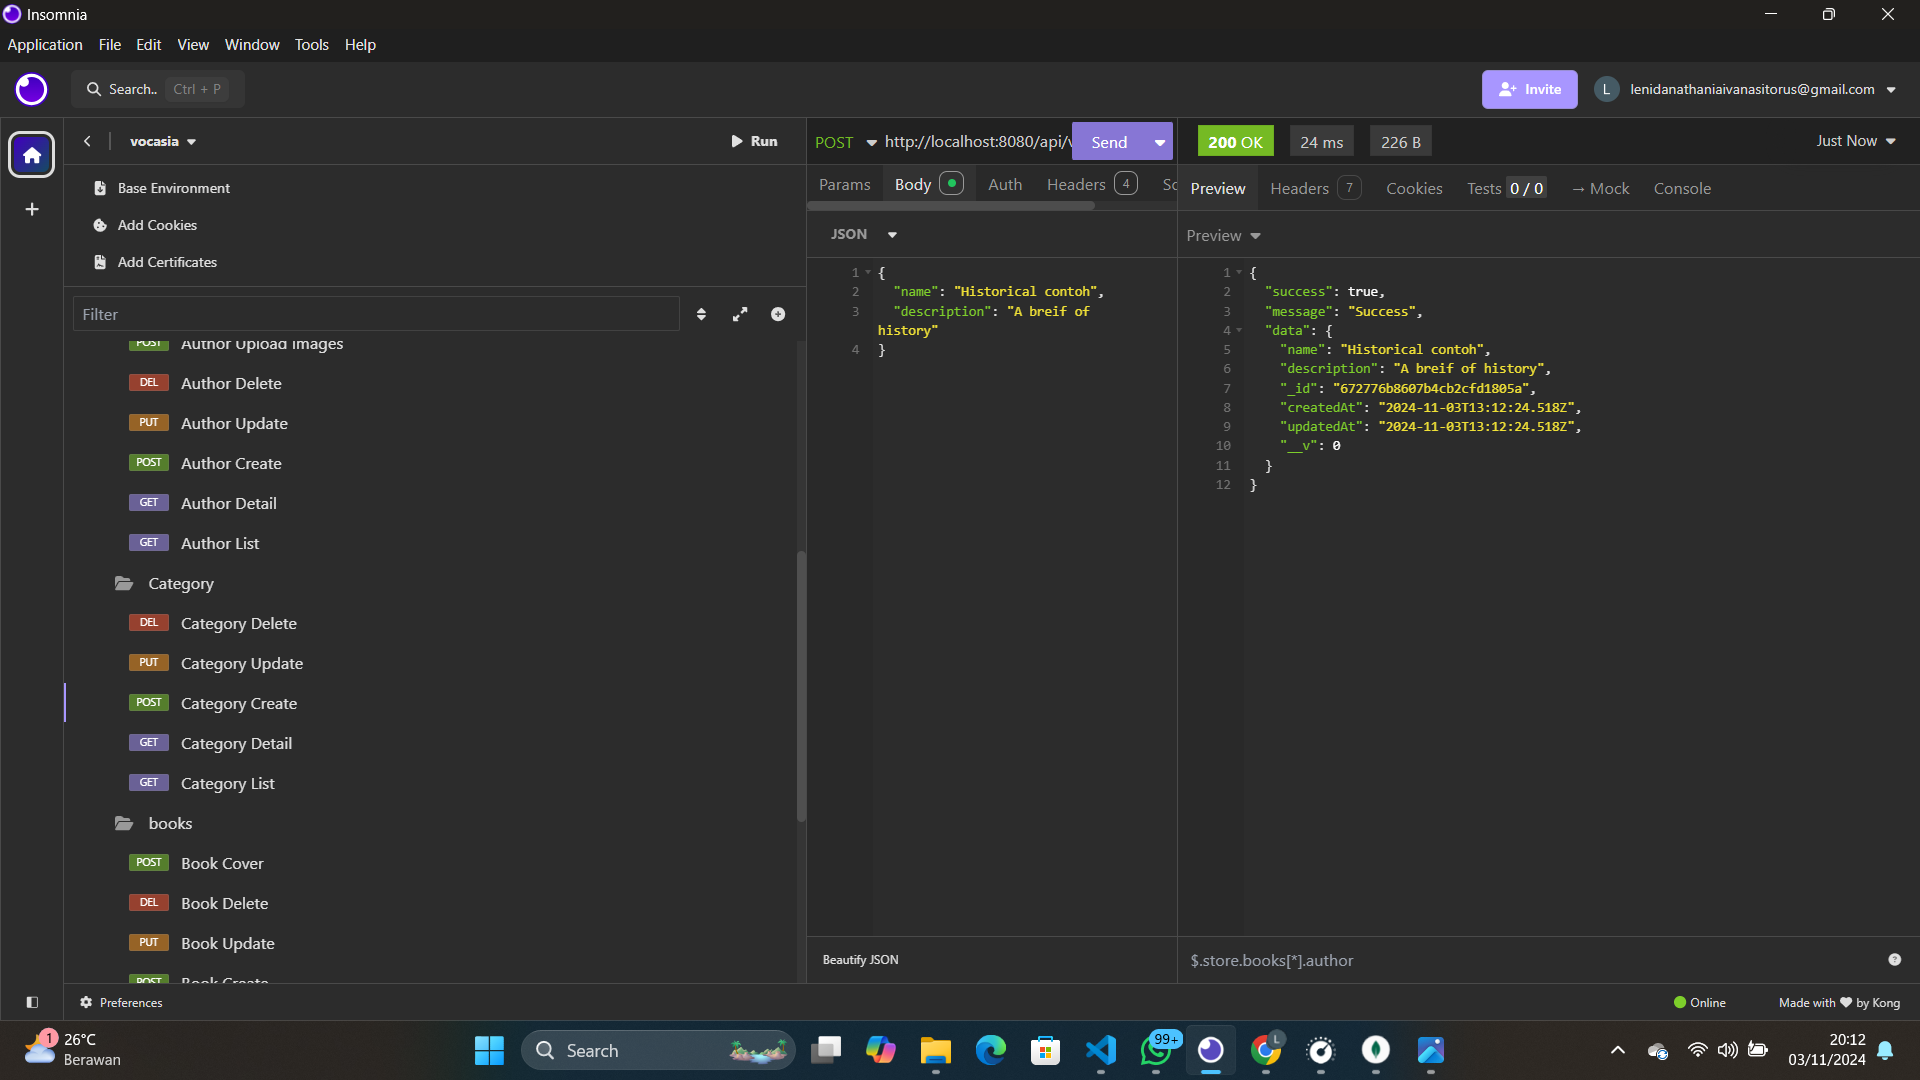 Insomnia
Application File Edit View Window Tools Help
Search.. Ctrl + P
Invite
L lenidanathaniaivanasitorus@gmail.com
vocasia
Run
Base Environment
Add Cookies
Add Certificates
Filter
POST Author Upload Images
DEL Author Delete
PUT Author Update
POST Author Create
GET Author Detail
GET Author List
Category
DEL Category Delete
PUT Category Update
POST Category Create
GET Category Detail
GET Category List
books
POST Book Cover
DEL Book Delete
PUT Book Update
POST Book Create
POST http://localhost:8080/api/v Send
Params Body Auth Headers 4 Sc
JSON
1 {
2 "name": "Historical contoh",
3 "description": "A breif of
history"
4 }
Beautify JSON
200 OK 24 ms 226 B Just Now
Preview Headers 7 Cookies Tests 0 / 0 → Mock Console
Preview
1 {
2 "success": true,
3 "message": "Success",
4 "data": {
5 "name": "Historical contoh",
6 "description": "A breif of history",
7 "_id": "672776b8607b4cb2cfd1805a",
8 "createdAt": "2024-11-03T13:12:24.518Z",
9 "updatedAt": "2024-11-03T13:12:24.518Z",
10 "__v": 0
11 }
12 }
$.store.books[*].author
Preferences
Online
Made with by Kong
1 26°C
Berawan
Search
99+
L
20:12
03/11/2024